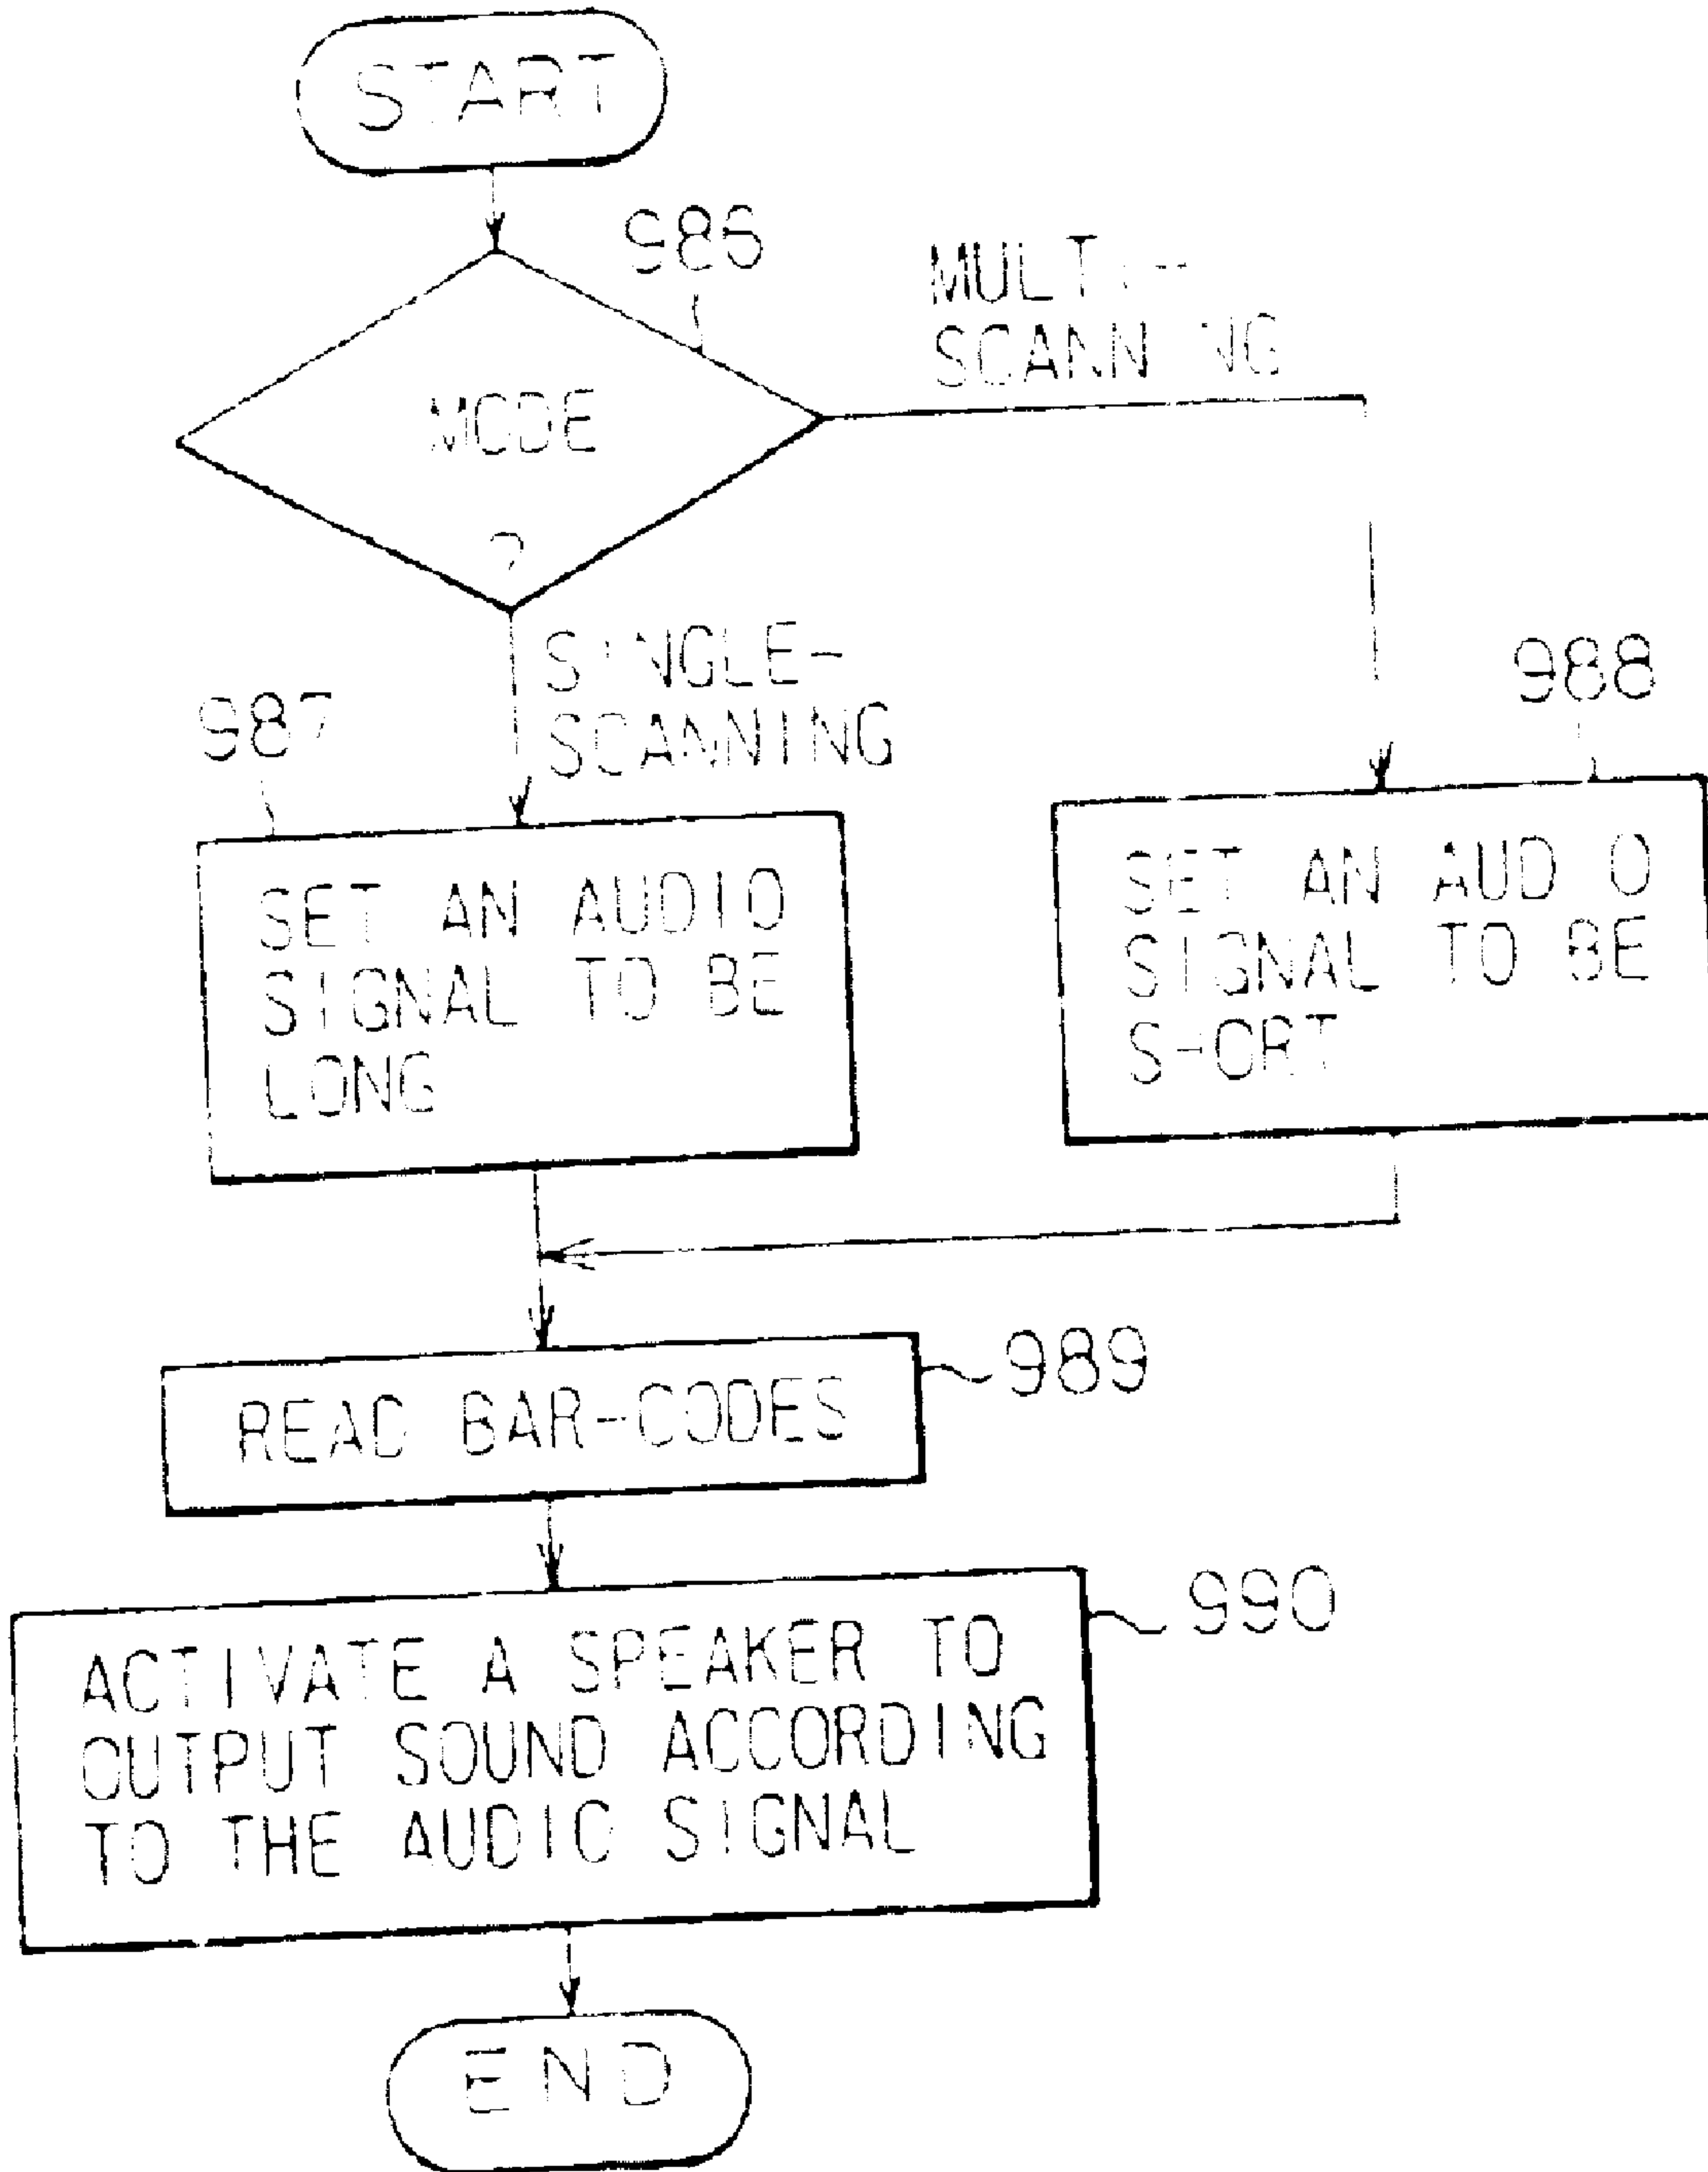 START
986
MULTI-
SCANNING
MODE
?
SINGLE-
SCANNING
987
988
SET AN AUDIO
SIGNAL TO BE
LONG
SET AN AUDIO
SIGNAL TO BE
SHORT
989
READ BAR-CODES
990
ACTIVATE A SPEAKER TO
OUTPUT SOUND ACCORDING
TO THE AUDIO SIGNAL
END